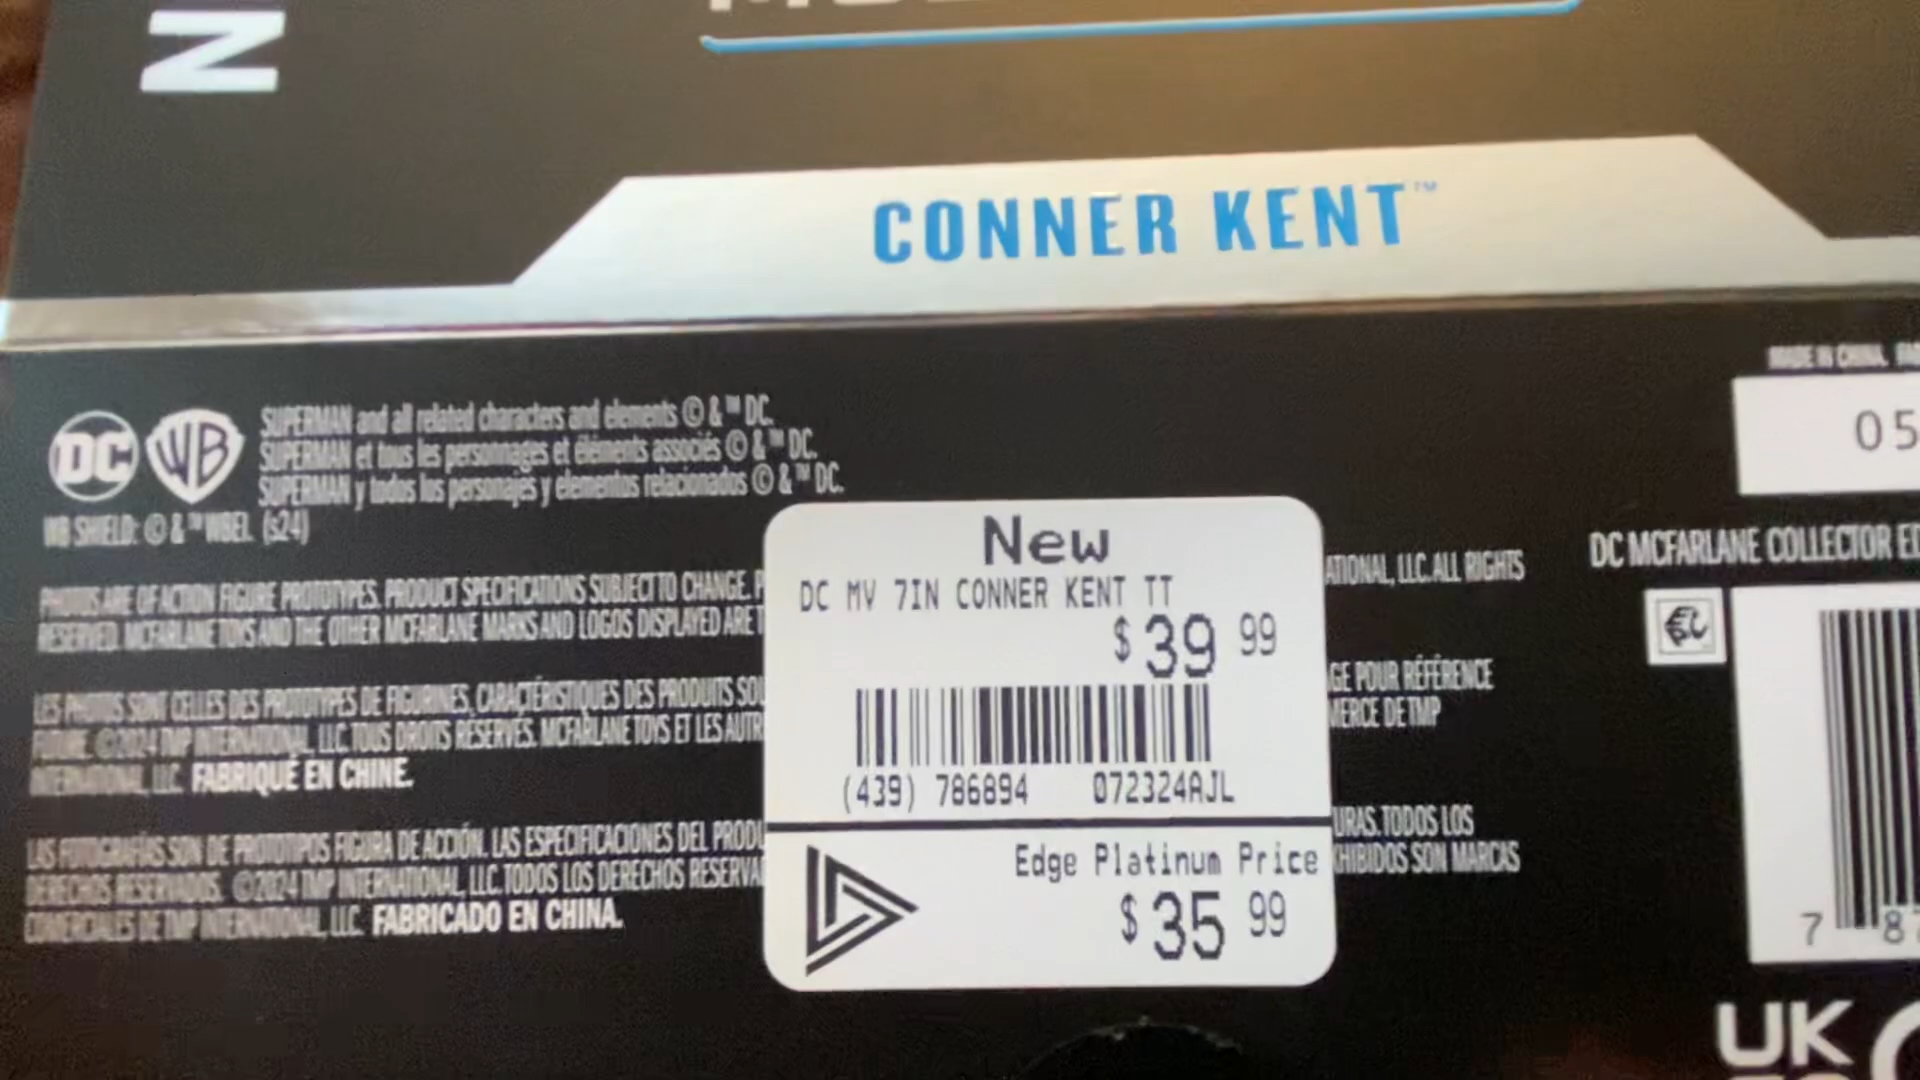 N
CONNER KENT™
DC WB
SUPERMAN and all related characters and elements © & ™ DC.
SUPERMAN et tous les personnages et éléments associés © & ™ DC.
SUPERMAN y todos los personajes y elementos relacionados © & ™ DC.
WB SHIELD: © & ™ WBEI. (s24)
PHOTOS ARE OF ACTION FIGURE PROTOTYPES. PRODUCT SPECIFICATIONS SUBJECT TO CHANGE.
ATIONAL, LLC. ALL RIGHTS
RESERVED. MCFARLANE TOYS AND THE OTHER MCFARLANE MARKS AND LOGOS DISPLAYED ARE T
LES PHOTOS SONT CELLES DES PROTOTYPES DE FIGURINES, CARACTÉRISTIQUES DES PRODUITS SOU
GE POUR RÉFÉRENCE
FUTURE. ©2024 TMP INTERNATIONAL, LLC. TOUS DROITS RÉSERVÉS. MCFARLANE TOYS ET LES AUTR
MERCE DE TMP
INTERNATIONAL, LLC. FABRIQUÉ EN CHINE.
LAS FOTOGRAFÍAS SON DE PROTOTIPOS FIGURA DE ACCIÓN. LAS ESPECIFICACIONES DEL PRODU
URAS. TODOS LOS
DERECHOS RESERVADOS. ©2024 TMP INTERNATIONAL, LLC. TODOS LOS DERECHOS RESERVA
XHIBIDOS SON MARCAS
COMERCIALES DE TMP INTERNATIONAL, LLC. FABRICADO EN CHINA.
New
DC MV 7IN CONNER KENT TT
$39 99
(439) 786894 072324AJL
Edge Platinum Price
$35 99
MADE IN CHINA.
05
DC MCFARLANE COLLECTOR ED
7 87
UK